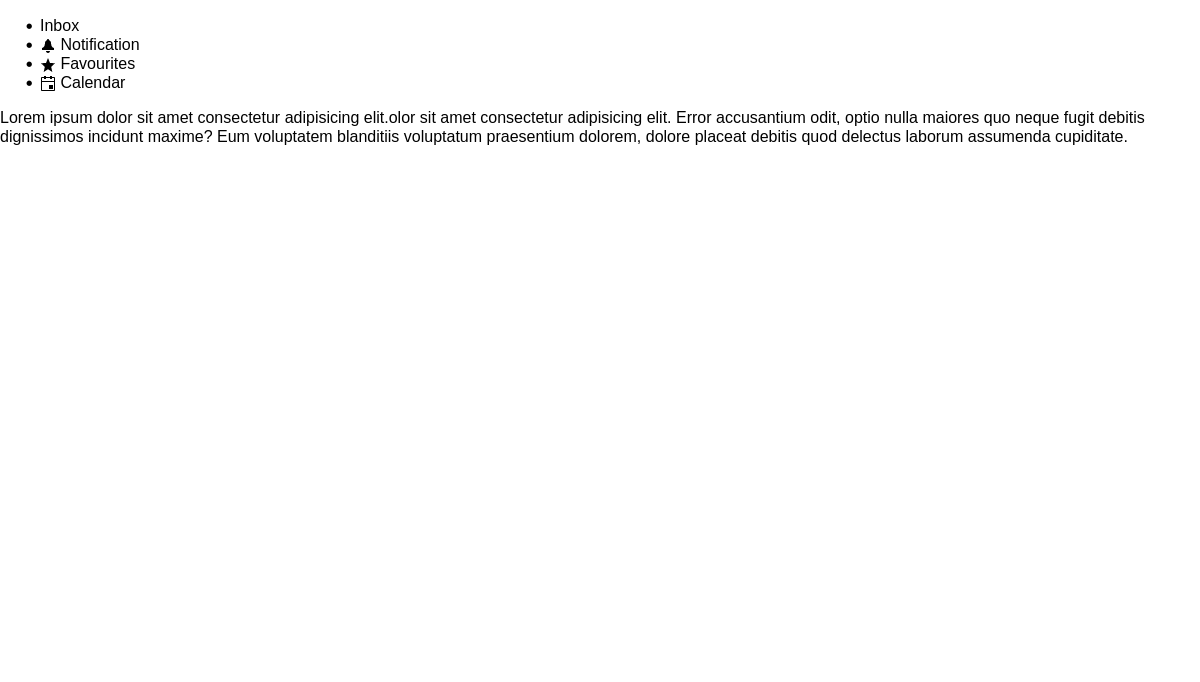 Inbox
Notification
Favourites
Calendar
Lorem ipsum dolor sit amet consectetur adipisicing elit.olor sit amet consectetur adipisicing elit. Error accusantium odit, optio nulla maiores quo neque fugit debitis
dignissimos incidunt maxime? Eum voluptatem blanditiis voluptatum praesentium dolorem, dolore placeat debitis quod delectus laborum assumenda cupiditate.